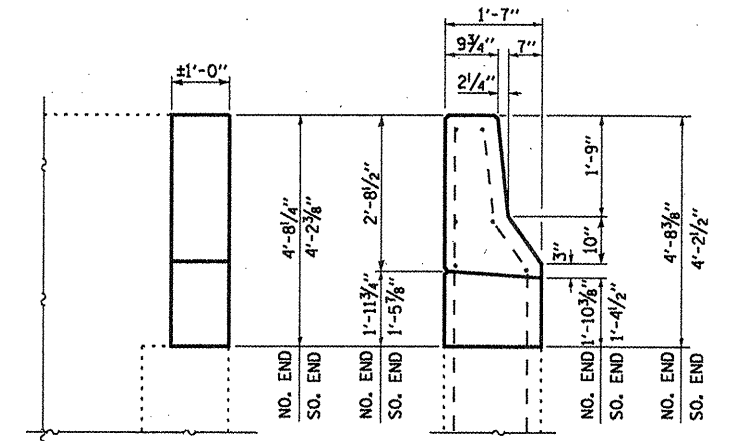 1'-7"
9¾" 7"
2¼"
±1'-0"
4'-8¼"
4'-2⅜"
2'-8½"
1'-11¾"
1'-5⅞"
1'-9"
10"
3"
1'-10⅜"
1'-4½"
4'-8⅜"
4'-2½"
NO. END
SO. END
NO. END
SO. END
NO. END
SO. END
NO. END
SO. END